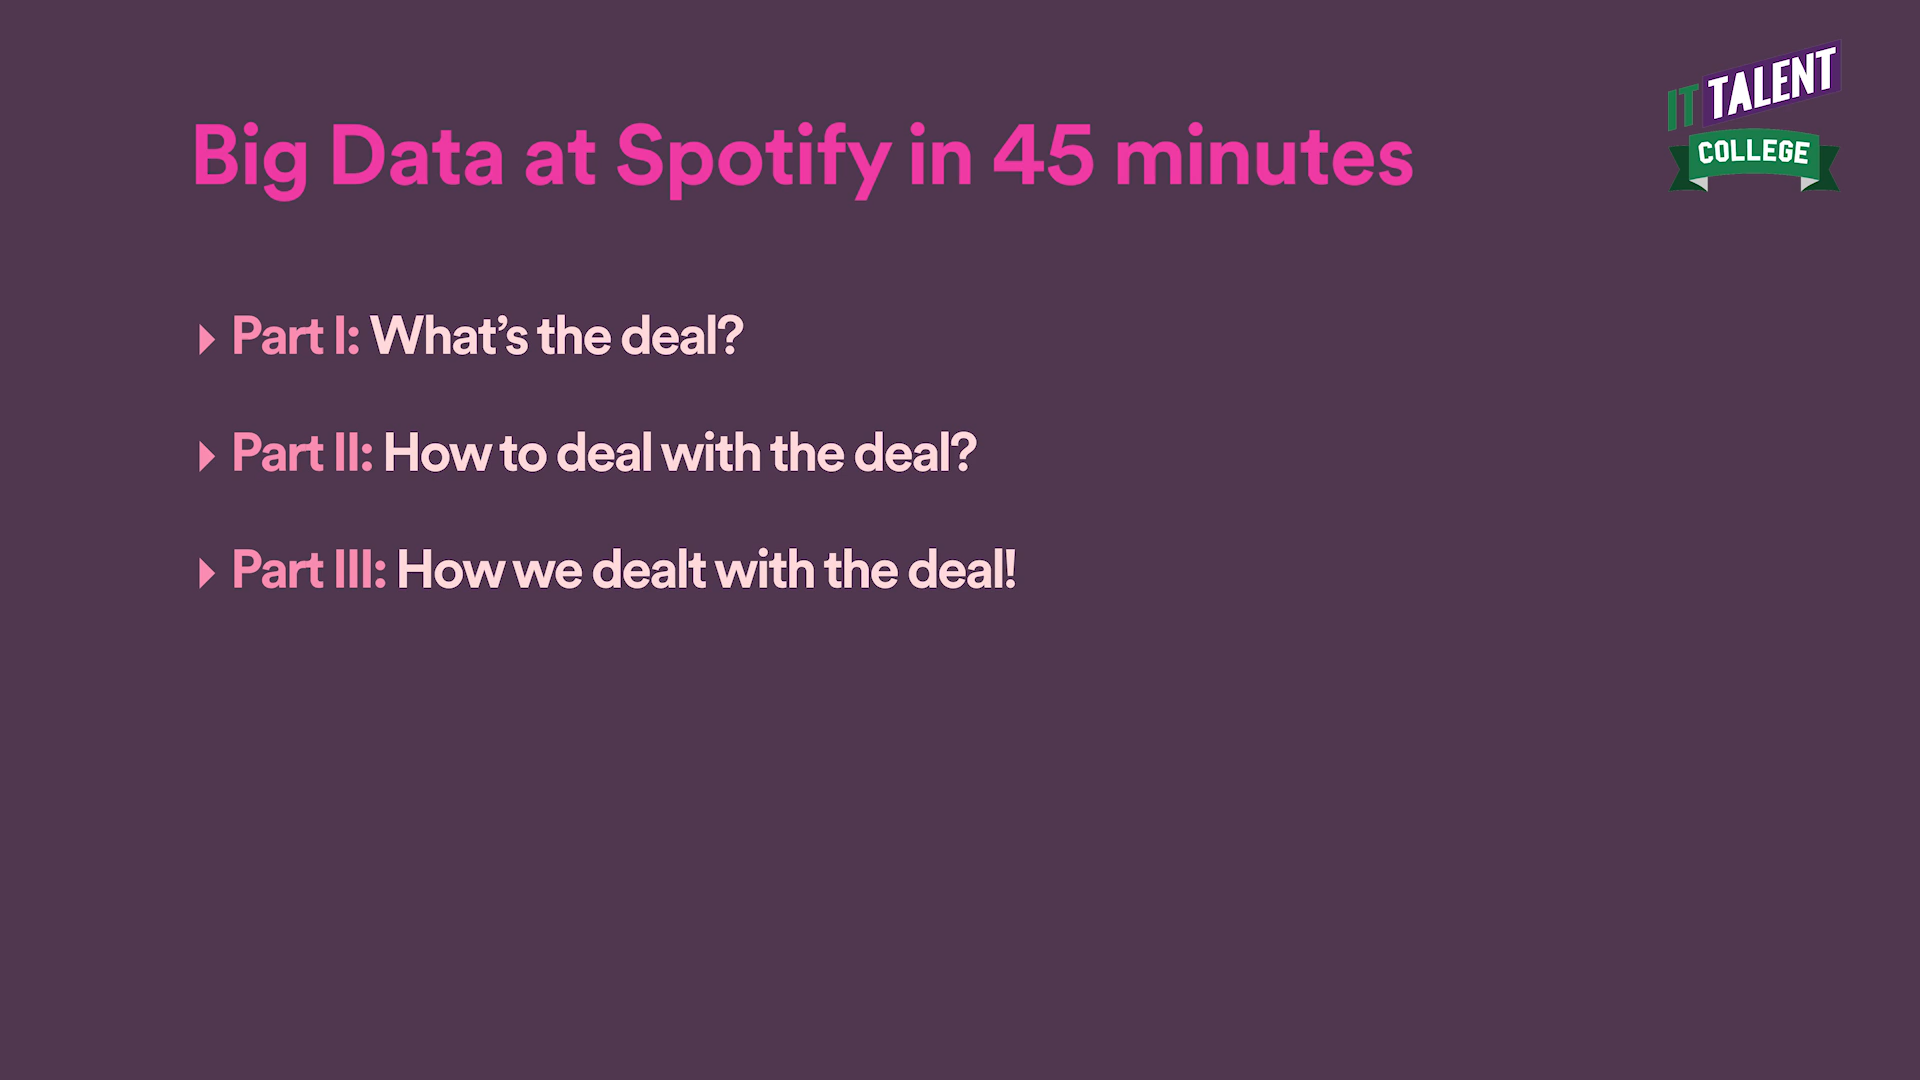 Big Data at Spotify in 45 minutes
IT TALENT
COLLEGE
Part I: What’s the deal?
Part II: How to deal with the deal?
Part III: How we dealt with the deal!